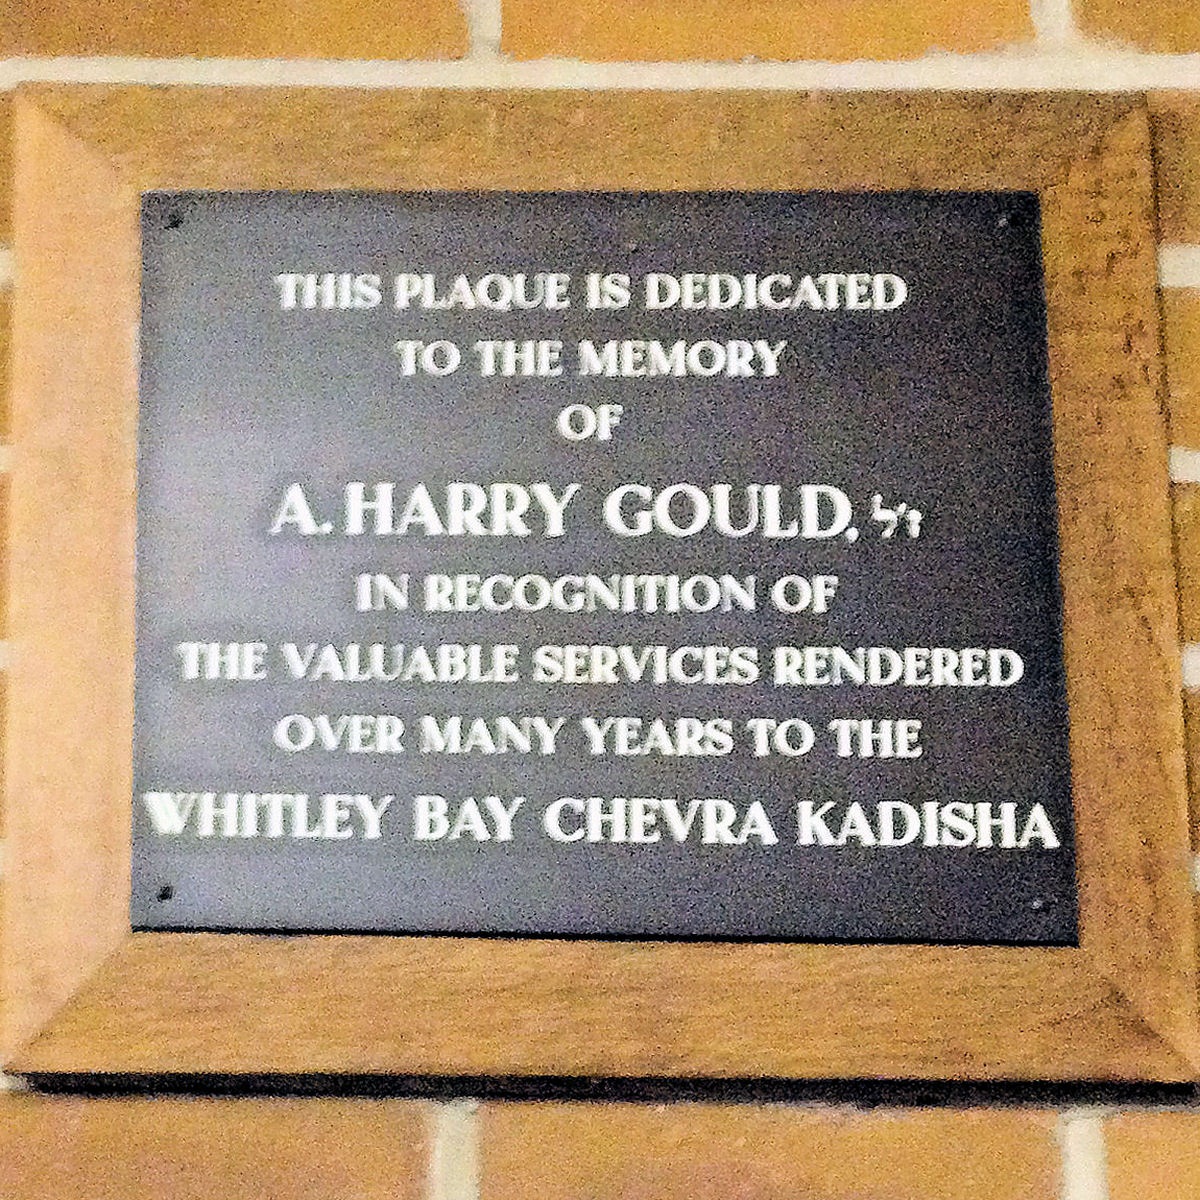 THIS PLAQUE IS DEDICATED
TO THE MEMORY
OF
A. HARRY GOULD, ז״ל
IN RECOGNITION OF
THE VALUABLE SERVICES RENDERED
OVER MANY YEARS TO THE
WHITLEY BAY CHEVRA KADISHA